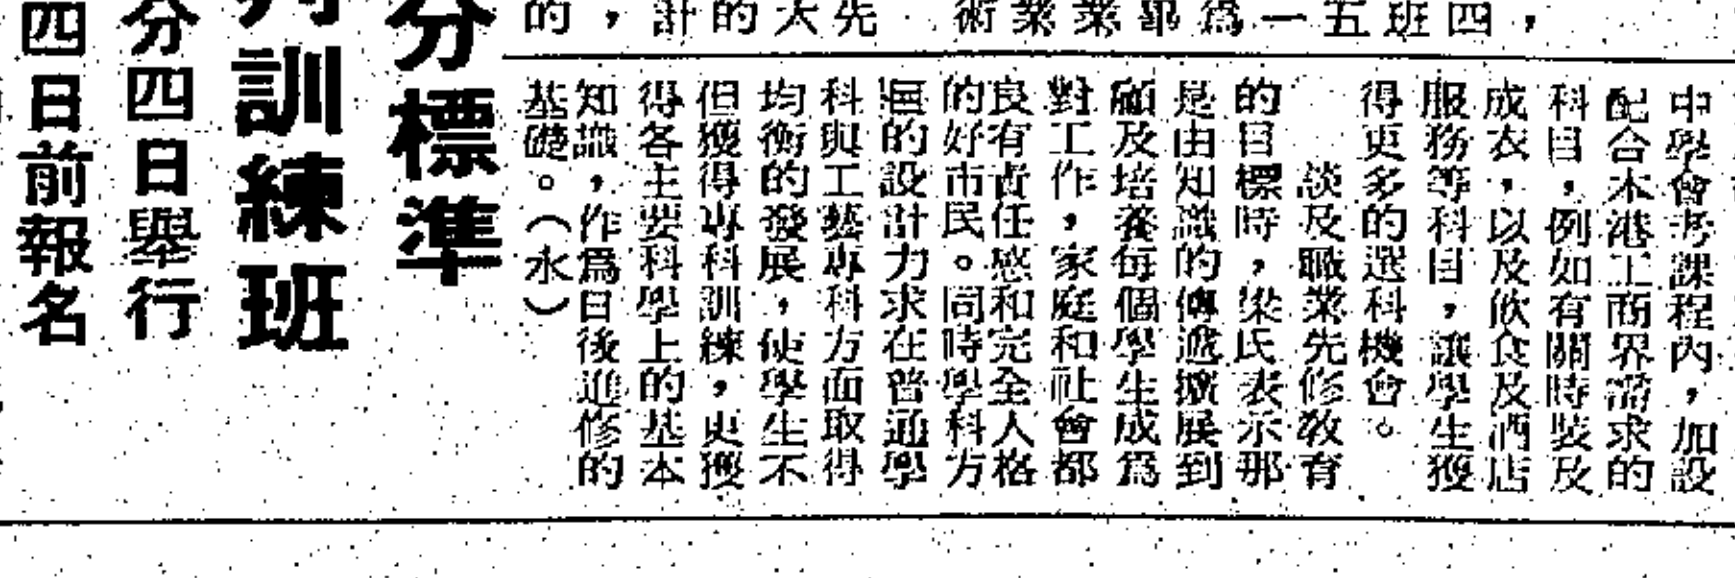 ，四班五一爲畢業業術
先大的計，的
中學會考課程內，加設
配合本港工商界需求的
科目，例如有關時裝及
成衣，以及飲食及酒店
服務等科目，讓學生獲
得更多的選科機會。
談及職業先修教育
的目標時，梁氏表示那
是由知識的傳遞擴展到
顧及培養每個學生成爲
對工作，家庭和社會都
良有責任感和完全人格
的好市民。同時學科方
面的設計力求在普通學
科與工藝專科方面取得
均衡的發展，使學生不
但獲得專科訓練，更獲
得各主要科學上的基本
知識，作爲日後進修的
基礎。（水）
分標準
訓練班
分四日舉行
四日前報名